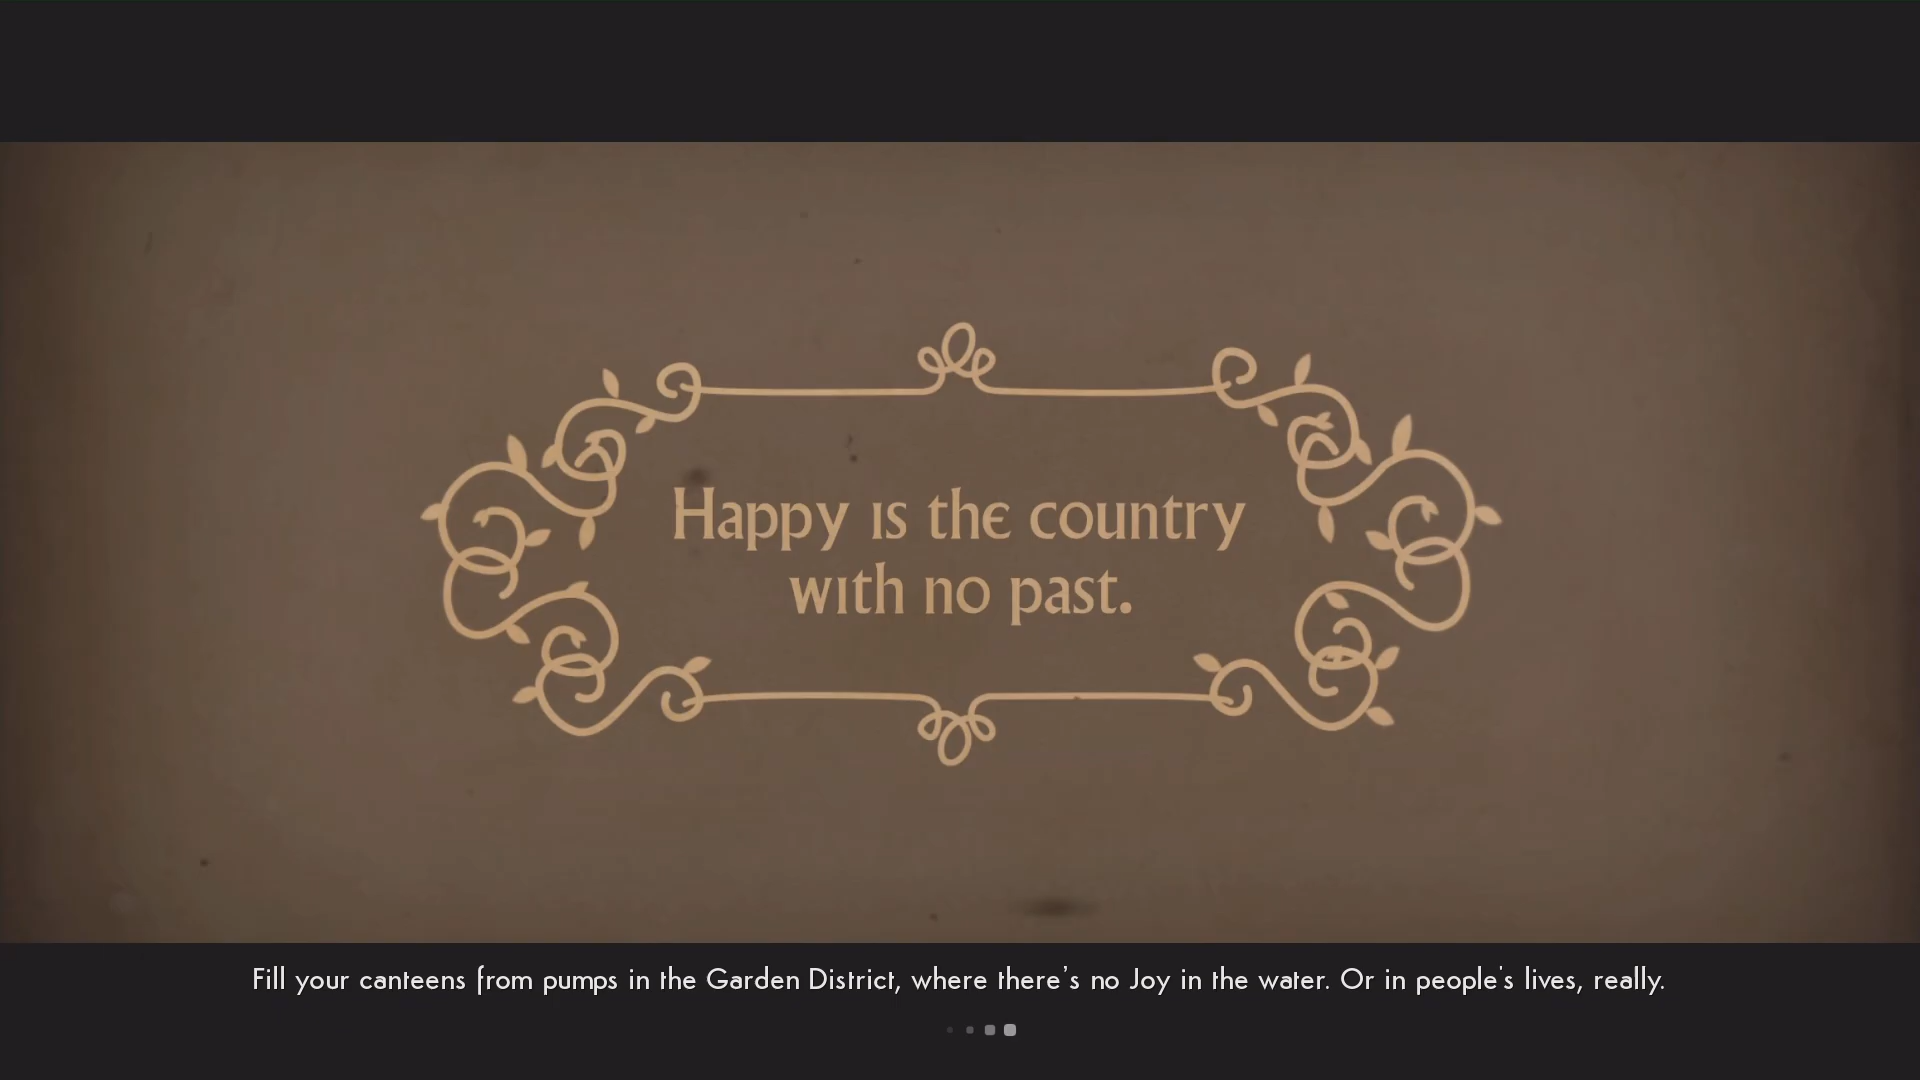 Happy is the country
with no past.
Fill your canteens from pumps in the Garden District, where there's no Joy in the water. Or in people's lives, really.